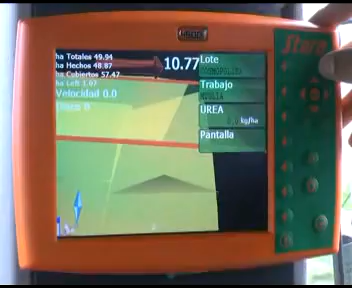 4500
Stara
ha Totales 49.94
ha Hechos 48.87
ha Cubiertos 57.47
ha Left 1.07
Velocidad 0.0
10.77
Lote
Trabajo
UREA
kg/ha
Pantalla